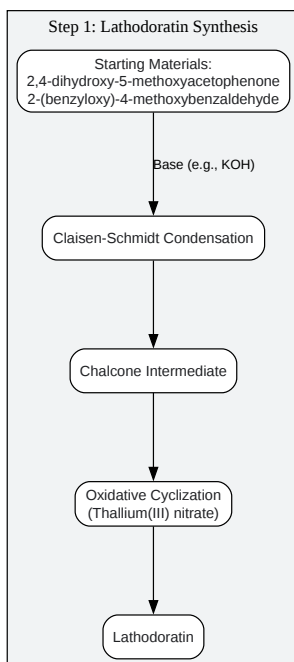 Step 1: Lathodoratin Synthesis
Starting Materials:
2,4-dihydroxy-5-methoxyacetophenone
2-(benzyloxy)-4-methoxybenzaldehyde
Base (e.g., KOH)
Claisen-Schmidt Condensation
Chalcone Intermediate
Oxidative Cyclization
(Thallium(III) nitrate)
Lathodoratin